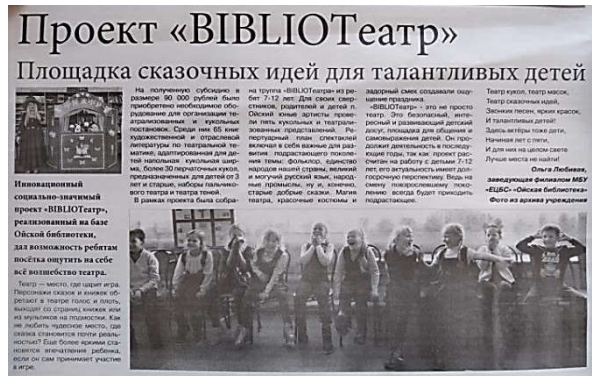 Проект «BIBLIOТеатр»
Площадка сказочных идей для талантливых детей
Инновационный
социально-значимый
проект «BIBLIOТеатр»,
реализованный на базе
Ойской библиотеки,
дал возможность ребятам
посёлка ощутить на себе
всё волшебство театра.
Театр — место, где царит игра.
Персонажи сказок и книжек об-
ретают в театре голос и плоть,
выходят со страниц книжек или
из мультиков на подмостки. Как
не любить чудесное место, где
сказка становится почти реаль-
ностью? Еще более яркими ста-
новятся впечатления ребенка,
если он сам принимает участие
в игре.
На полученную субсидию в
размере 90 000 рублей было
приобретено необходимое обо-
рудование для организации те-
атрализованных и кукольных
постановок. Среди них 65 книг
художественной и отраслевой
литературы по театральной те-
матике, адаптированная для де-
тей напольная кукольная шир-
ма, более 30 перчаточных кукол,
предназначенных для детей от 3
лет и старше, наборы пальчико-
вого театра и театра теней.
В рамках проекта была собра-
на труппа «BIBLIOТеатра» из ре-
бят 7-12 лет. Для своих свер-
стников, родителей и детей п.
Ойский юные артисты прове-
ли пять кукольных и театрали-
зованных представлений. Ре-
пертуарный план спектаклей
включал в себя важные для раз-
вития подрастающего поколе-
ния темы: фольклор, единство
народов нашей страны, великий
и могучий русский язык, народ-
ные промыслы, ну и, конечно,
старые добрые сказки. Магия
театра, красочные костюмы и
задорный смех создавали ощу-
щение праздника.
«BIBLIOТеатр» - это не просто
театр. Это безопасный, инте-
ресный и развивающий детский
досуг, площадка для общения и
самовыражения детей. Он про-
должит деятельность в последу-
ющие годы, так как проект рас-
считан на работу с детьми 7-12
лет, его актуальность имеет дол-
госрочную перспективу. Ведь на
смену повзрослевшему поко-
лению всегда будет приходить
подрастающее.
Театр кукол, театр масок,
Театр сказочных идей,
Звонких песен, ярких красок,
И талантливых детей!
Здесь актёры тоже дети,
Начиная лет с пяти,
И для них на целом свете
Лучше места не найти!
Ольга Любивая,
заведующая филиалом МБУ
«ЕЦБС» «Ойская библиотека»
Фото из архива учреждения